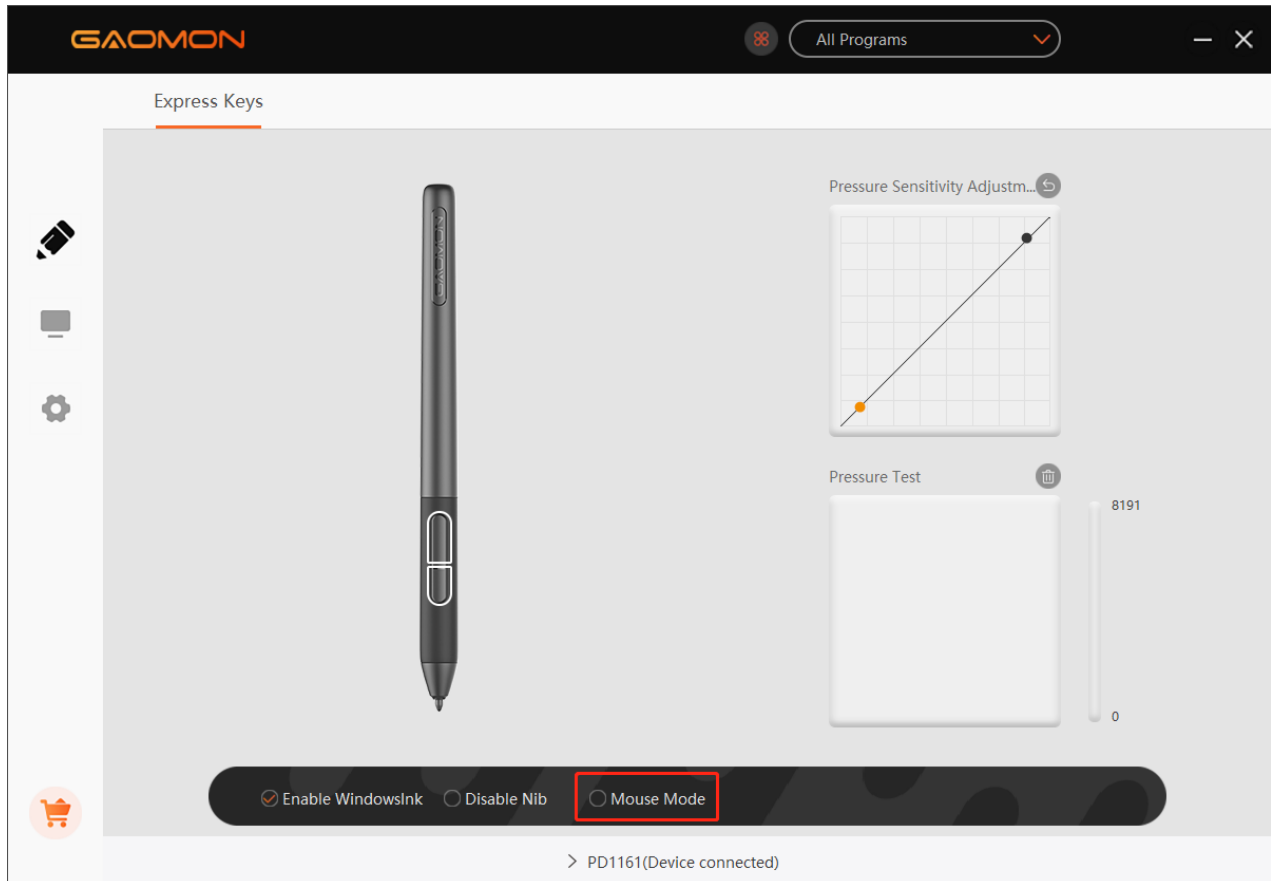 GAOMON
All Programs
Express Keys
GAOMON
Pressure Sensitivity Adjustm...
Pressure Test
8191
0
Enable WindowsInk
Disable Nib
Mouse Mode
PD1161(Device connected)